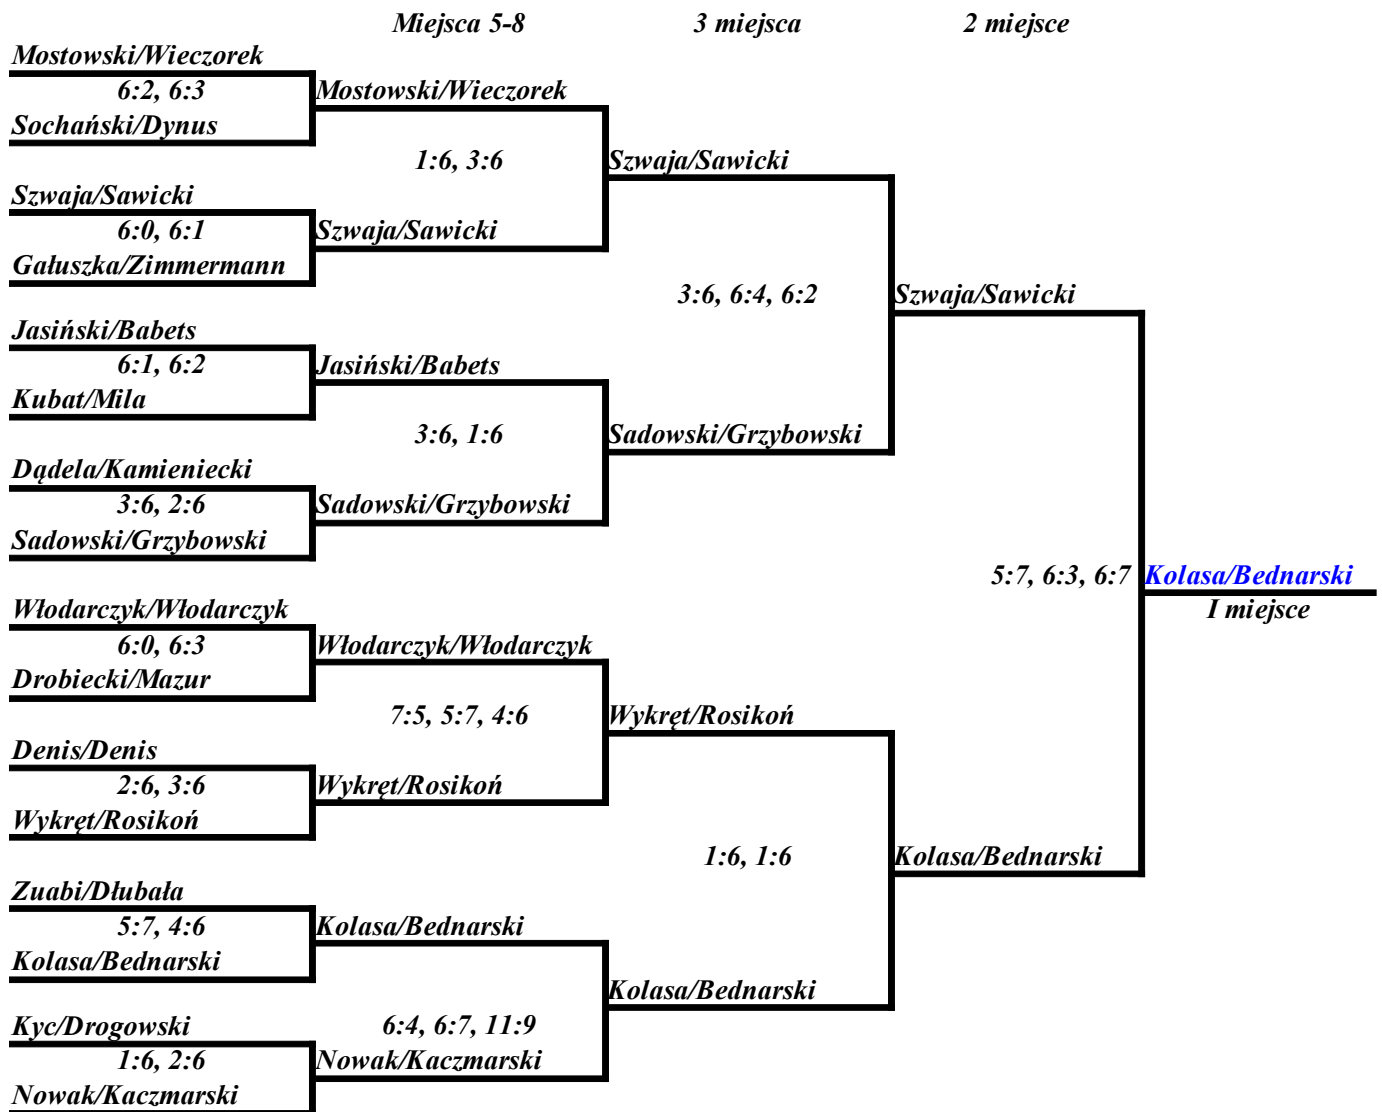 Miejsca 5-8 3 miejsca 2 miejsce
Mostowski/Wieczorek
6:2, 6:3 Mostowski/Wieczorek
Sochański/Dynus
1:6, 3:6 Szwaja/Sawicki
Szwaja/Sawicki
6:0, 6:1 Szwaja/Sawicki
Gałuszka/Zimmermann
3:6, 6:4, 6:2 Szwaja/Sawicki
Jasiński/Babets
6:1, 6:2 Jasiński/Babets
Kubat/Mila
3:6, 1:6 Sadowski/Grzybowski
Dądela/Kamieniecki
3:6, 2:6 Sadowski/Grzybowski
Sadowski/Grzybowski
5:7, 6:3, 6:7 Kolasa/Bednarski
Włodarczyk/Włodarczyk I miejsce
6:0, 6:3 Włodarczyk/Włodarczyk
Drobiecki/Mazur
7:5, 5:7, 4:6 Wykręt/Rosikoń
Denis/Denis
2:6, 3:6 Wykręt/Rosikoń
Wykręt/Rosikoń
1:6, 1:6 Kolasa/Bednarski
Zuabi/Dłubała
5:7, 4:6 Kolasa/Bednarski
Kolasa/Bednarski
Kolasa/Bednarski
Kyc/Drogowski 6:4, 6:7, 11:9
1:6, 2:6 Nowak/Kaczmarski
Nowak/Kaczmarski